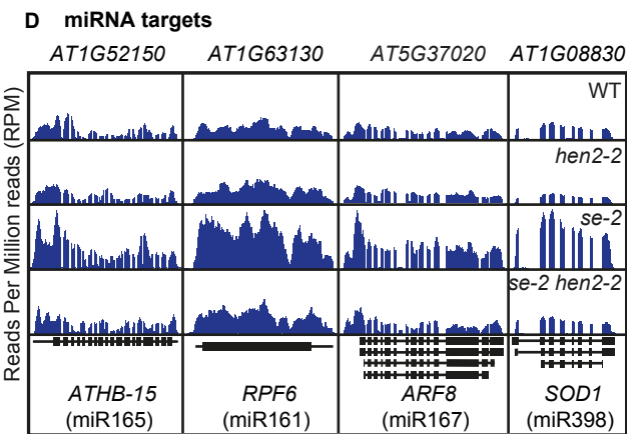 D miRNA targets
AT1G52150 AT1G63130 AT5G37020 AT1G08830
Reads Per Million reads (RPM)
WT
hen2-2
se-2
se-2 hen2-2
ATHB-15 RPF6 ARF8 SOD1
(miR165) (miR161) (miR167) (miR398)